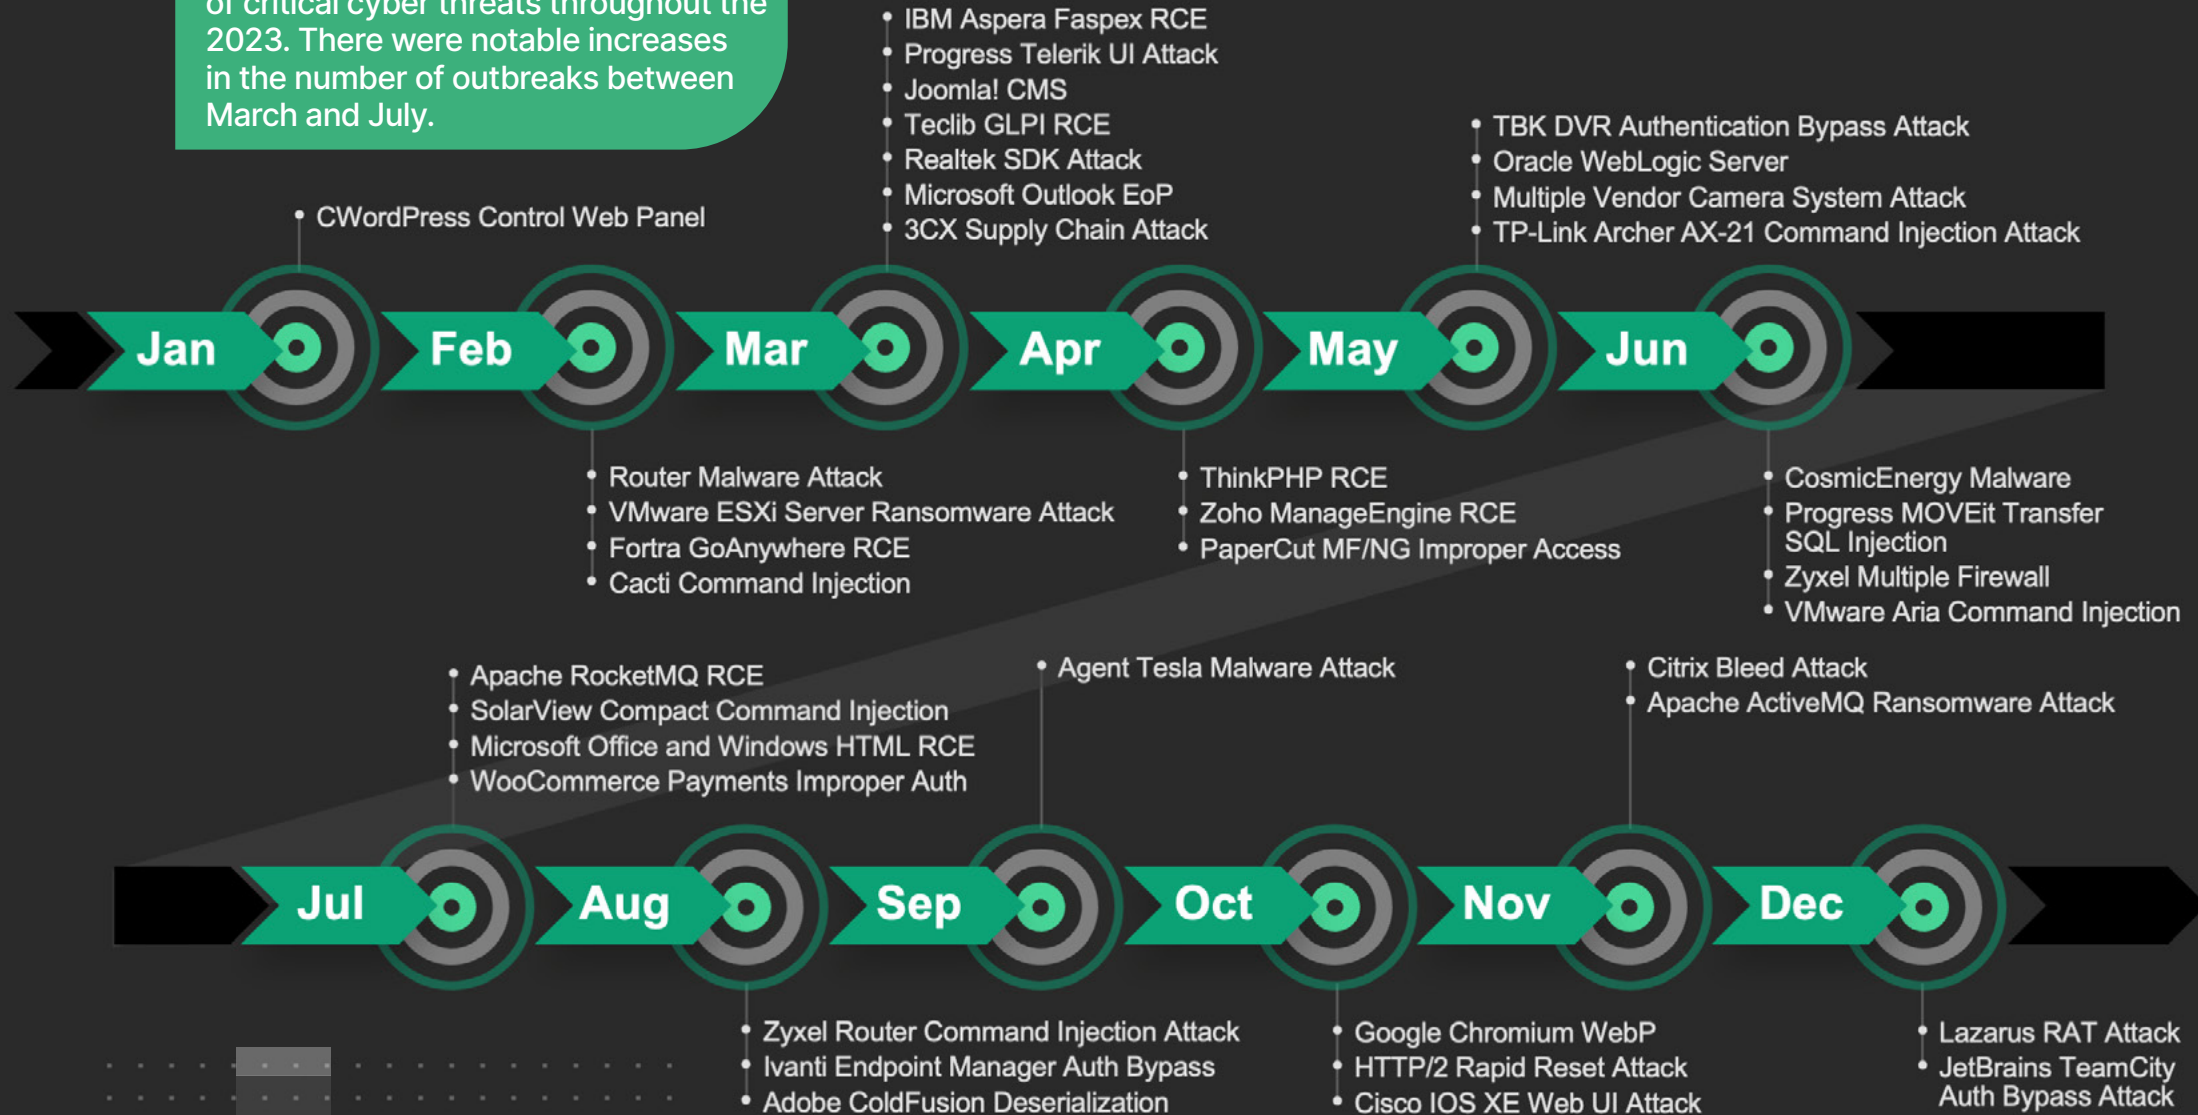 of critical cyber threats throughout the
2023. There were notable increases
in the number of outbreaks between
March and July.
CWordPress Control Web Panel
IBM Aspera Faspex RCE
Progress Telerik UI Attack
Joomla! CMS
Teclib GLPI RCE
Realtek SDK Attack
Microsoft Outlook EoP
3CX Supply Chain Attack
TBK DVR Authentication Bypass Attack
Oracle WebLogic Server
Multiple Vendor Camera System Attack
TP-Link Archer AX-21 Command Injection Attack
Jan
Feb
Mar
Apr
May
Jun
Router Malware Attack
VMware ESXi Server Ransomware Attack
Fortra GoAnywhere RCE
Cacti Command Injection
ThinkPHP RCE
Zoho ManageEngine RCE
PaperCut MF/NG Improper Access
CosmicEnergy Malware
Progress MOVEit Transfer
SQL Injection
Zyxel Multiple Firewall
VMware Aria Command Injection
Apache RocketMQ RCE
SolarView Compact Command Injection
Microsoft Office and Windows HTML RCE
WooCommerce Payments Improper Auth
Agent Tesla Malware Attack
Citrix Bleed Attack
Apache ActiveMQ Ransomware Attack
Jul
Aug
Sep
Oct
Nov
Dec
Zyxel Router Command Injection Attack
Ivanti Endpoint Manager Auth Bypass
Adobe ColdFusion Deserialization
Google Chromium WebP
HTTP/2 Rapid Reset Attack
Cisco IOS XE Web UI Attack
Lazarus RAT Attack
JetBrains TeamCity
Auth Bypass Attack